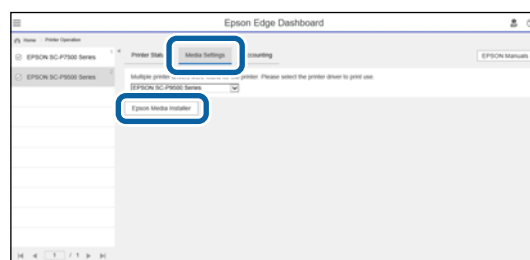 Epson Edge Dashboard
Home Printer Operation
EPSON SC-P7500 Series
EPSON SC-P9500 Series
Printer Stat Media Settings counting
EPSON Manuals
Multiple printer drivers were found for this printer. Please select the printer driver to print use.
EPSON SC-P9500 Series
Epson Media Installer
1 / 1